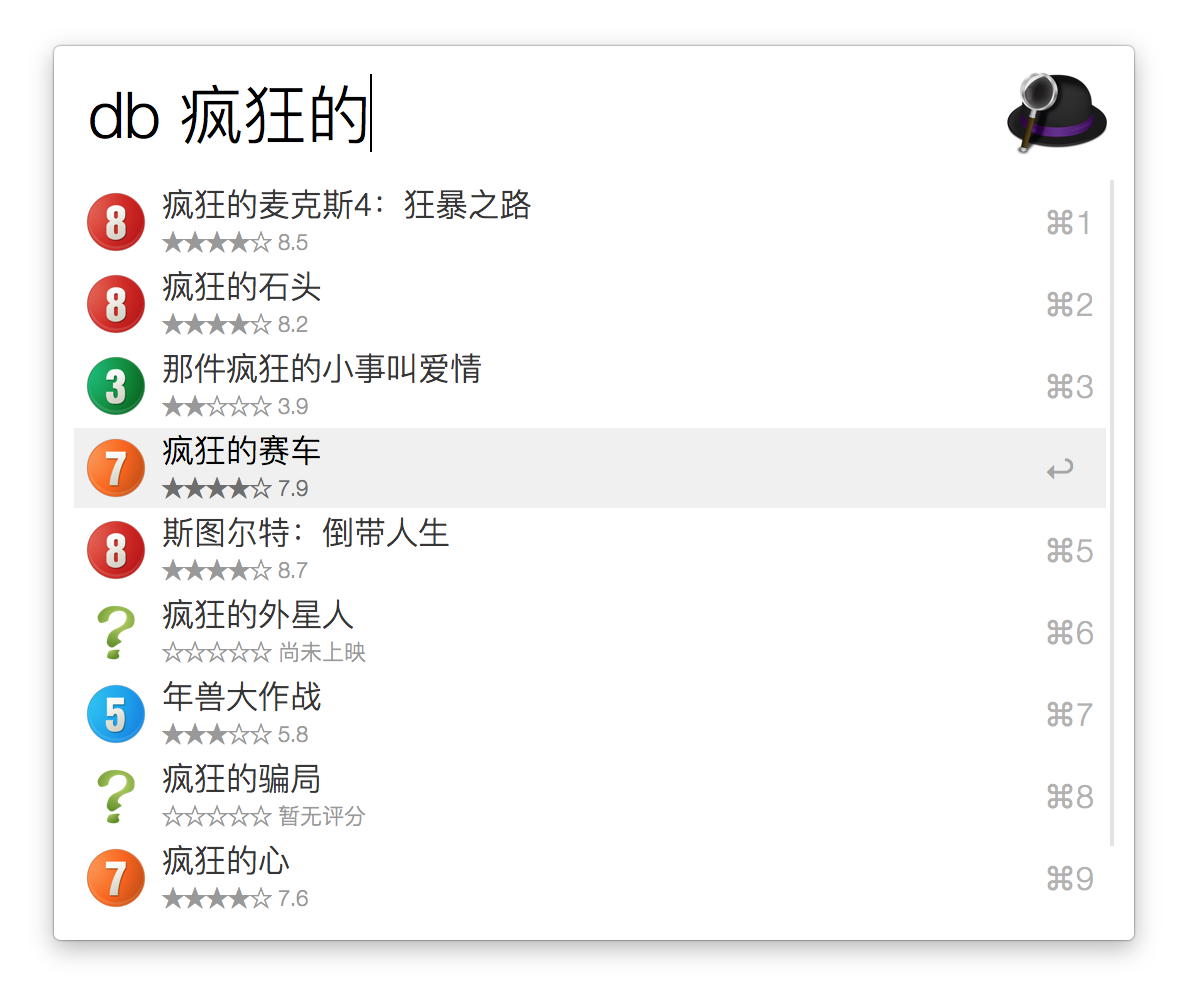 db 疯狂的
8
疯狂的麦克斯4：狂暴之路
★★★★☆ 8.5
⌘1
8
疯狂的石头
★★★★☆ 8.2
⌘2
3
那件疯狂的小事叫爱情
★★☆☆☆ 3.9
⌘3
7
疯狂的赛车
★★★★☆ 7.9
↩
8
斯图尔特：倒带人生
★★★★☆ 8.7
⌘5
?
疯狂的外星人
☆☆☆☆☆ 尚未上映
⌘6
5
年兽大作战
★★★☆☆ 5.8
⌘7
?
疯狂的骗局
☆☆☆☆☆ 暂无评分
⌘8
7
疯狂的心
★★★★☆ 7.6
⌘9